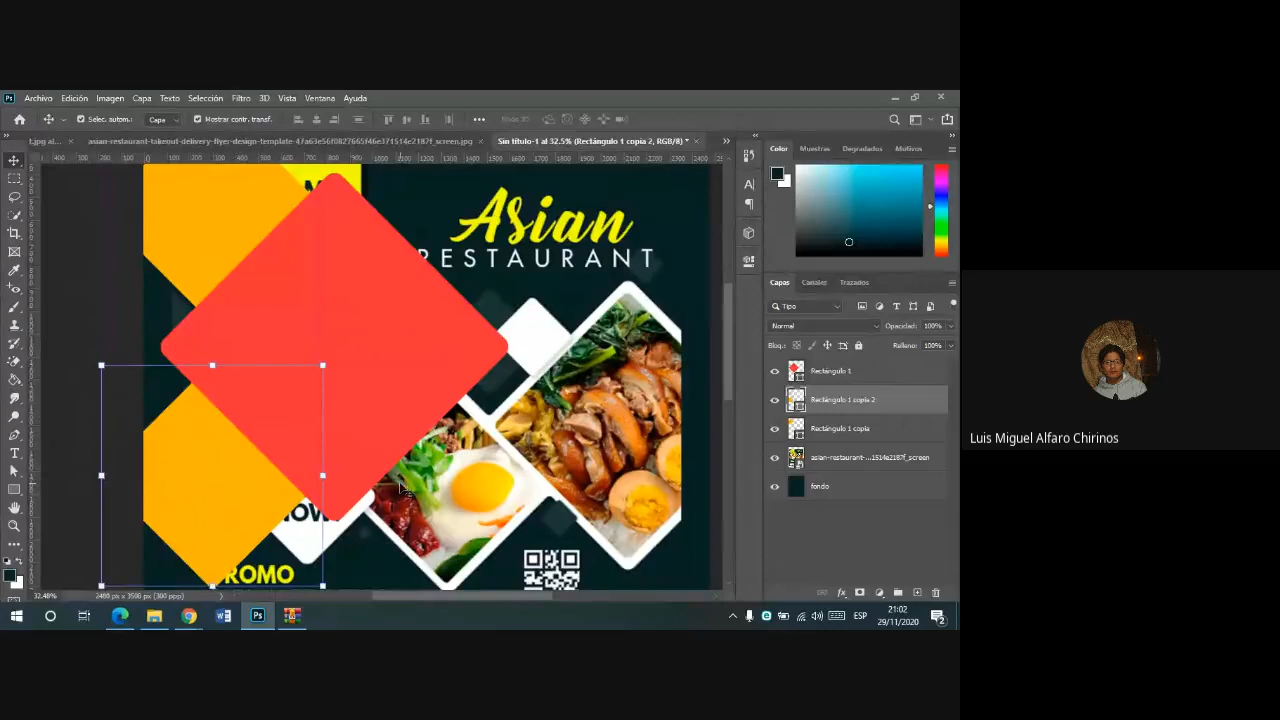 Archivo Edición Imagen Capa Texto Selección Filtro 3D Vista Ventana Ayuda
Selec. autom.: Capa Mostrar contr. transf.
t.jpg al... × asian-restaurant-takeout-delivery-flyer-design-template-47a63e56f0827665f46e371514e2187f_screen.jpg × Sin título-1 al 32.5% (Rectángulo 1 copia 2, RGB/8) * ×
Asian
RESTAURANT
PROMO
Color Muestras Degradados Motivos
Capas Canales Trazados
Tipo
Normal Opacidad: 100%
Bloq.: Relleno: 100%
Rectángulo 1
Rectángulo 1 copia 2
Rectángulo 1 copia
asian-restaurant-...1514e2187f_screen
fondo
32.48% 2480 px x 3508 px (300 ppp)
ESP
21:02
29/11/2020
Luis Miguel Alfaro Chirinos